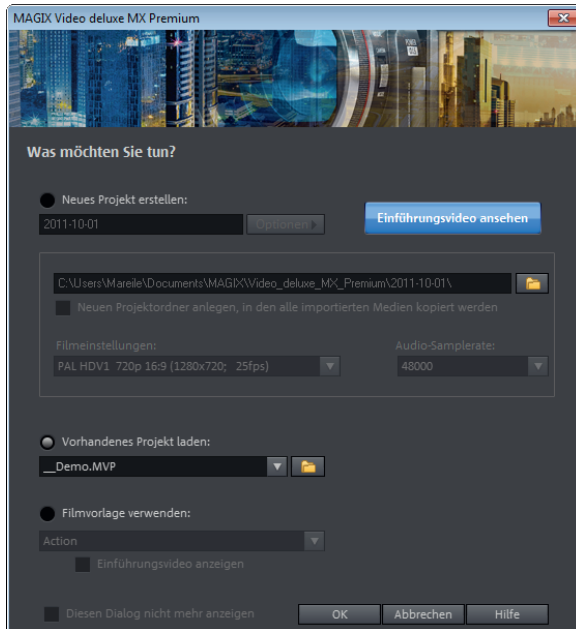 MAGIX Video deluxe MX Premium
Was möchten Sie tun?
Neues Projekt erstellen:
2011-10-01
Optionen
Einführungsvideo ansehen
C:\Users\Mareile\Documents\MAGIX\Video_deluxe_MX_Premium\2011-10-01\
Neuen Projektordner anlegen, in den alle importierten Medien kopiert werden
Filmeinstellungen:
Audio-Samplerate:
PAL HDV1 720p 16:9 (1280x720; 25fps)
48000
Vorhandenes Projekt laden:
__Demo.MVP
Filmvorlage verwenden:
Action
Einführungsvideo anzeigen
Diesen Dialog nicht mehr anzeigen
OK
Abbrechen
Hilfe